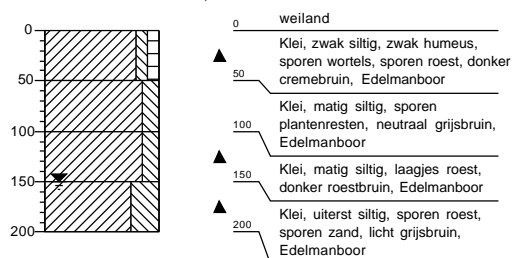 0
50
100
150
200
0 weiland
Klei, zwak siltig, zwak humeus,
sporen wortels, sporen roest, donker
50 cremebruin, Edelmanboor
Klei, matig siltig, sporen
plantenresten, neutraal grijsbruin,
100 Edelmanboor
Klei, matig siltig, laagjes roest,
150 donker roestbruin, Edelmanboor
Klei, uiterst siltig, sporen roest,
200 sporen zand, licht grijsbruin,
Edelmanboor